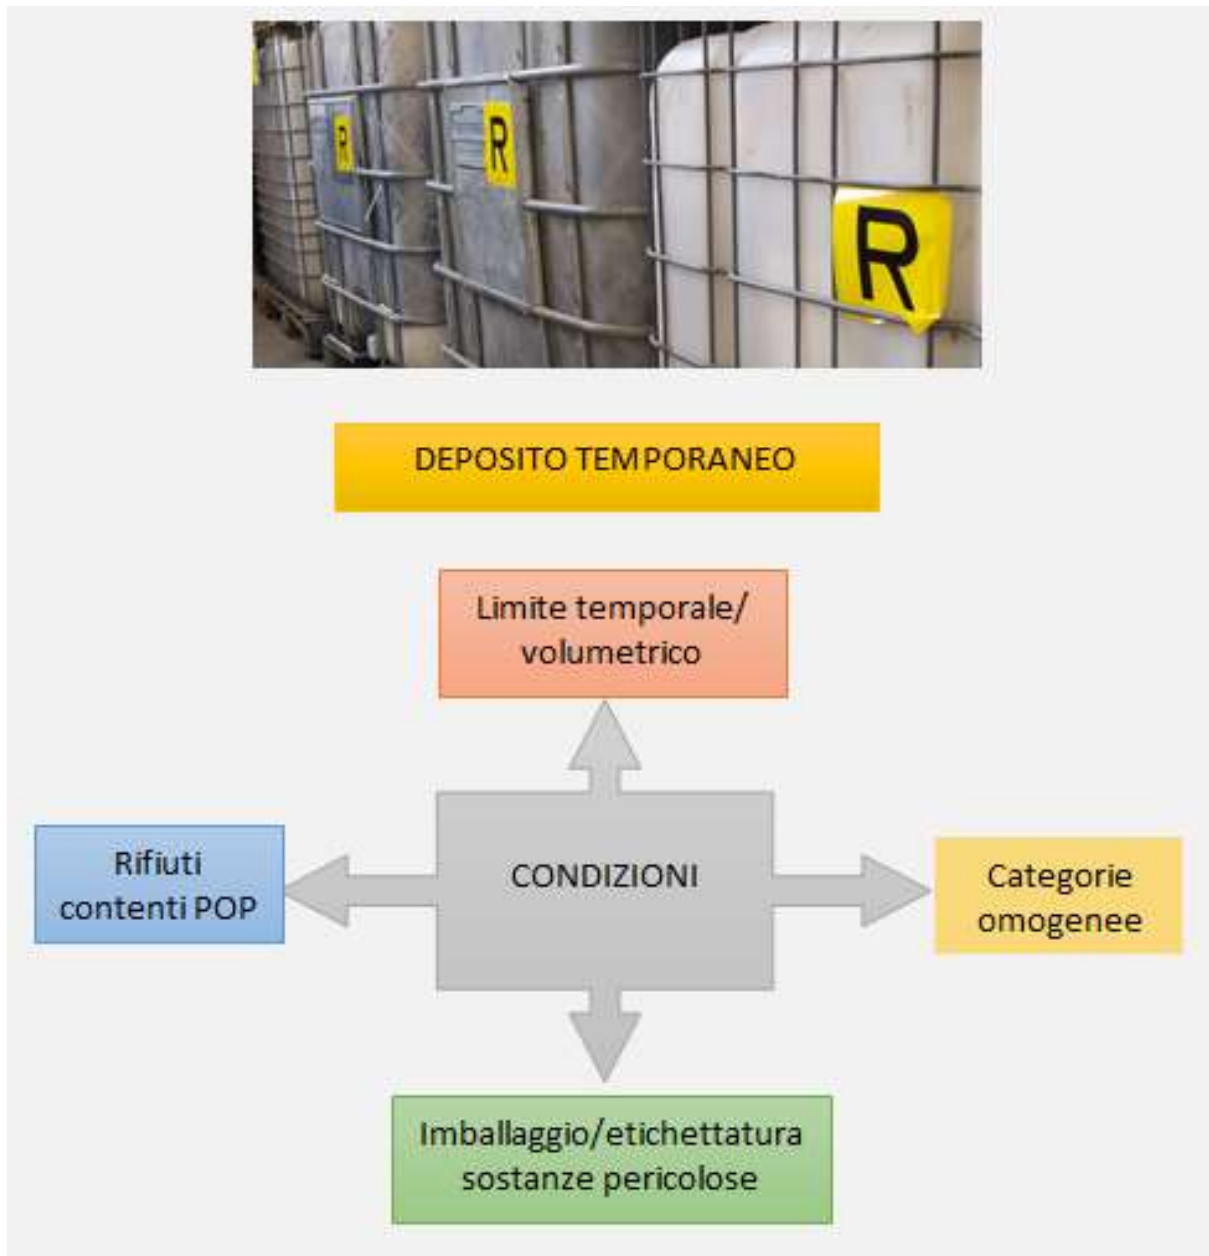 R
R
R
DEPOSITO TEMPORANEO
Limite temporale/
volumetrico
Rifiuti
contenti POP
CONDIZIONI
Categorie
omogenee
Imballaggio/etichettatura
sostanze pericolose